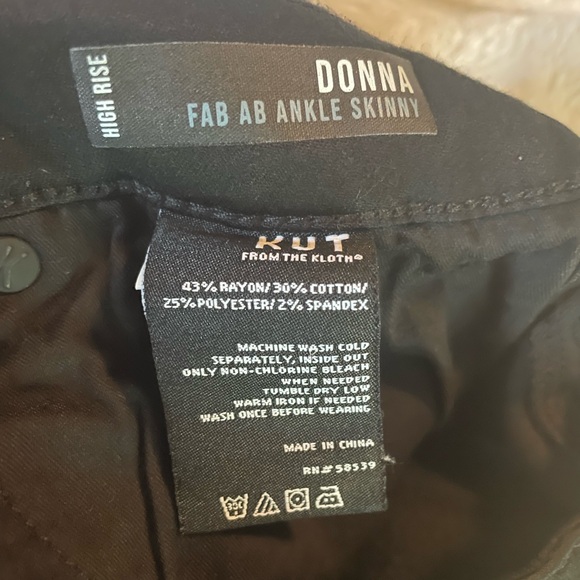 HIGH RISE
DONNA
FAB AB ANKLE SKINNY
KUT
FROM THE KLOTH®
43% RAYON/30% COTTON/
25% POLYESTER/2% SPANDEX
MACHINE WASH COLD
SEPARATELY, INSIDE OUT
ONLY NON-CHLORINE BLEACH
WHEN NEEDED
TUMBLE DRY LOW
WARM IRON IF NEEDED
WASH ONCE BEFORE WEARING
MADE IN CHINA
RN# 58539